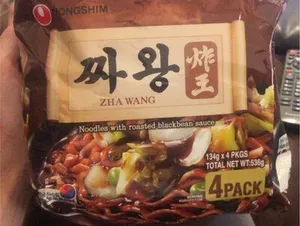 NONGSHIM
짜왕
炸王
ZHA WANG
Noodles with roasted blackbean sauce
134g x 4 PKGS
TOTAL NET WT:536g
4PACK